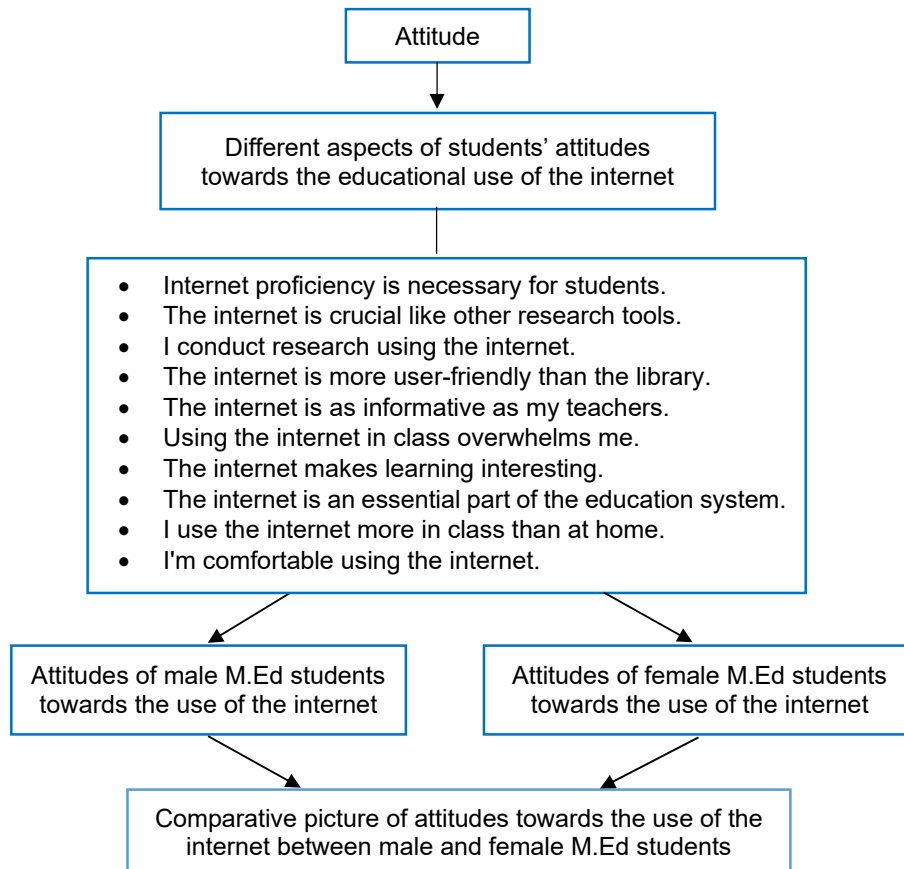 Attitude
Different aspects of students’ attitudes
towards the educational use of the internet
• Internet proficiency is necessary for students.
• The internet is crucial like other research tools.
• I conduct research using the internet.
• The internet is more user-friendly than the library.
• The internet is as informative as my teachers.
• Using the internet in class overwhelms me.
• The internet makes learning interesting.
• The internet is an essential part of the education system.
• I use the internet more in class than at home.
• I'm comfortable using the internet.
Attitudes of male M.Ed students
towards the use of the internet
Attitudes of female M.Ed students
towards the use of the internet
Comparative picture of attitudes towards the use of the
internet between male and female M.Ed students